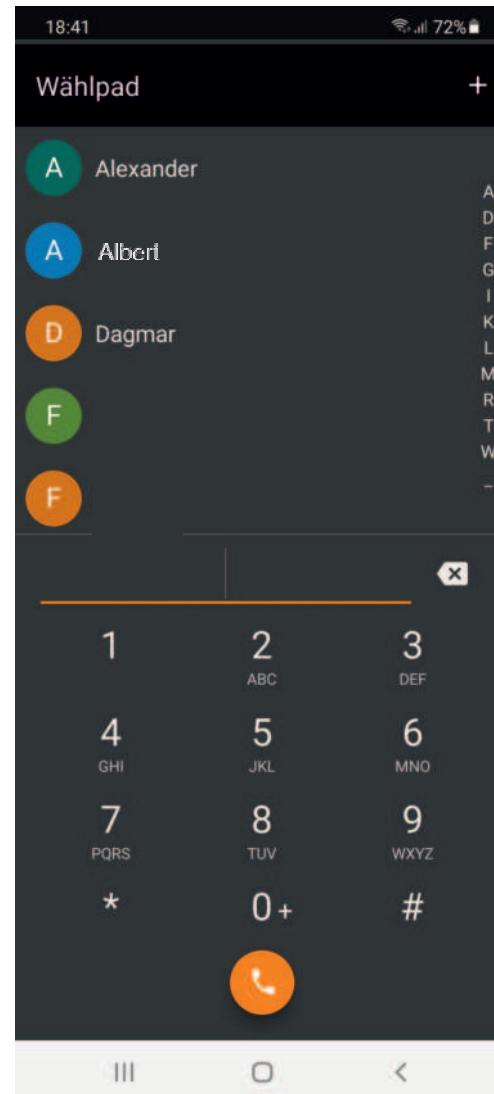 18:41 72%
Wählpad +
A Alexander
A Albert
D Dagmar
F
F
A
D
F
G
I
K
L
M
R
T
W
_
1 2 3
ABC DEF
4 5 6
GHI JKL MNO
7 8 9
PQRS TUV WXYZ
* 0+ #